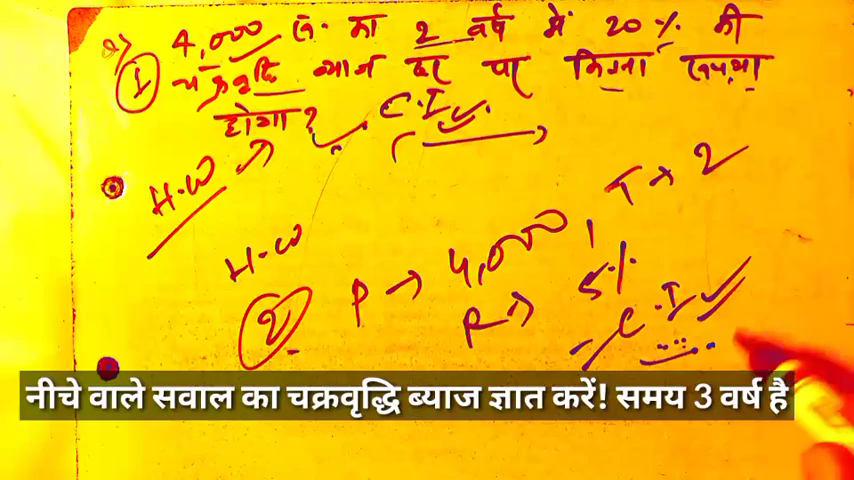 Q> 4,000 रु. का 2 वर्ष में 20% की
① चक्रवृद्धि ब्याज दर पर कितना रुपया
होगा? C.I ✓
H.W →
H.W
② P → 4,000, T → 2
R → 5%
C.I ✓
नीचे वाले सवाल का चक्रवृद्धि ब्याज ज्ञात करें! समय 3 वर्ष है